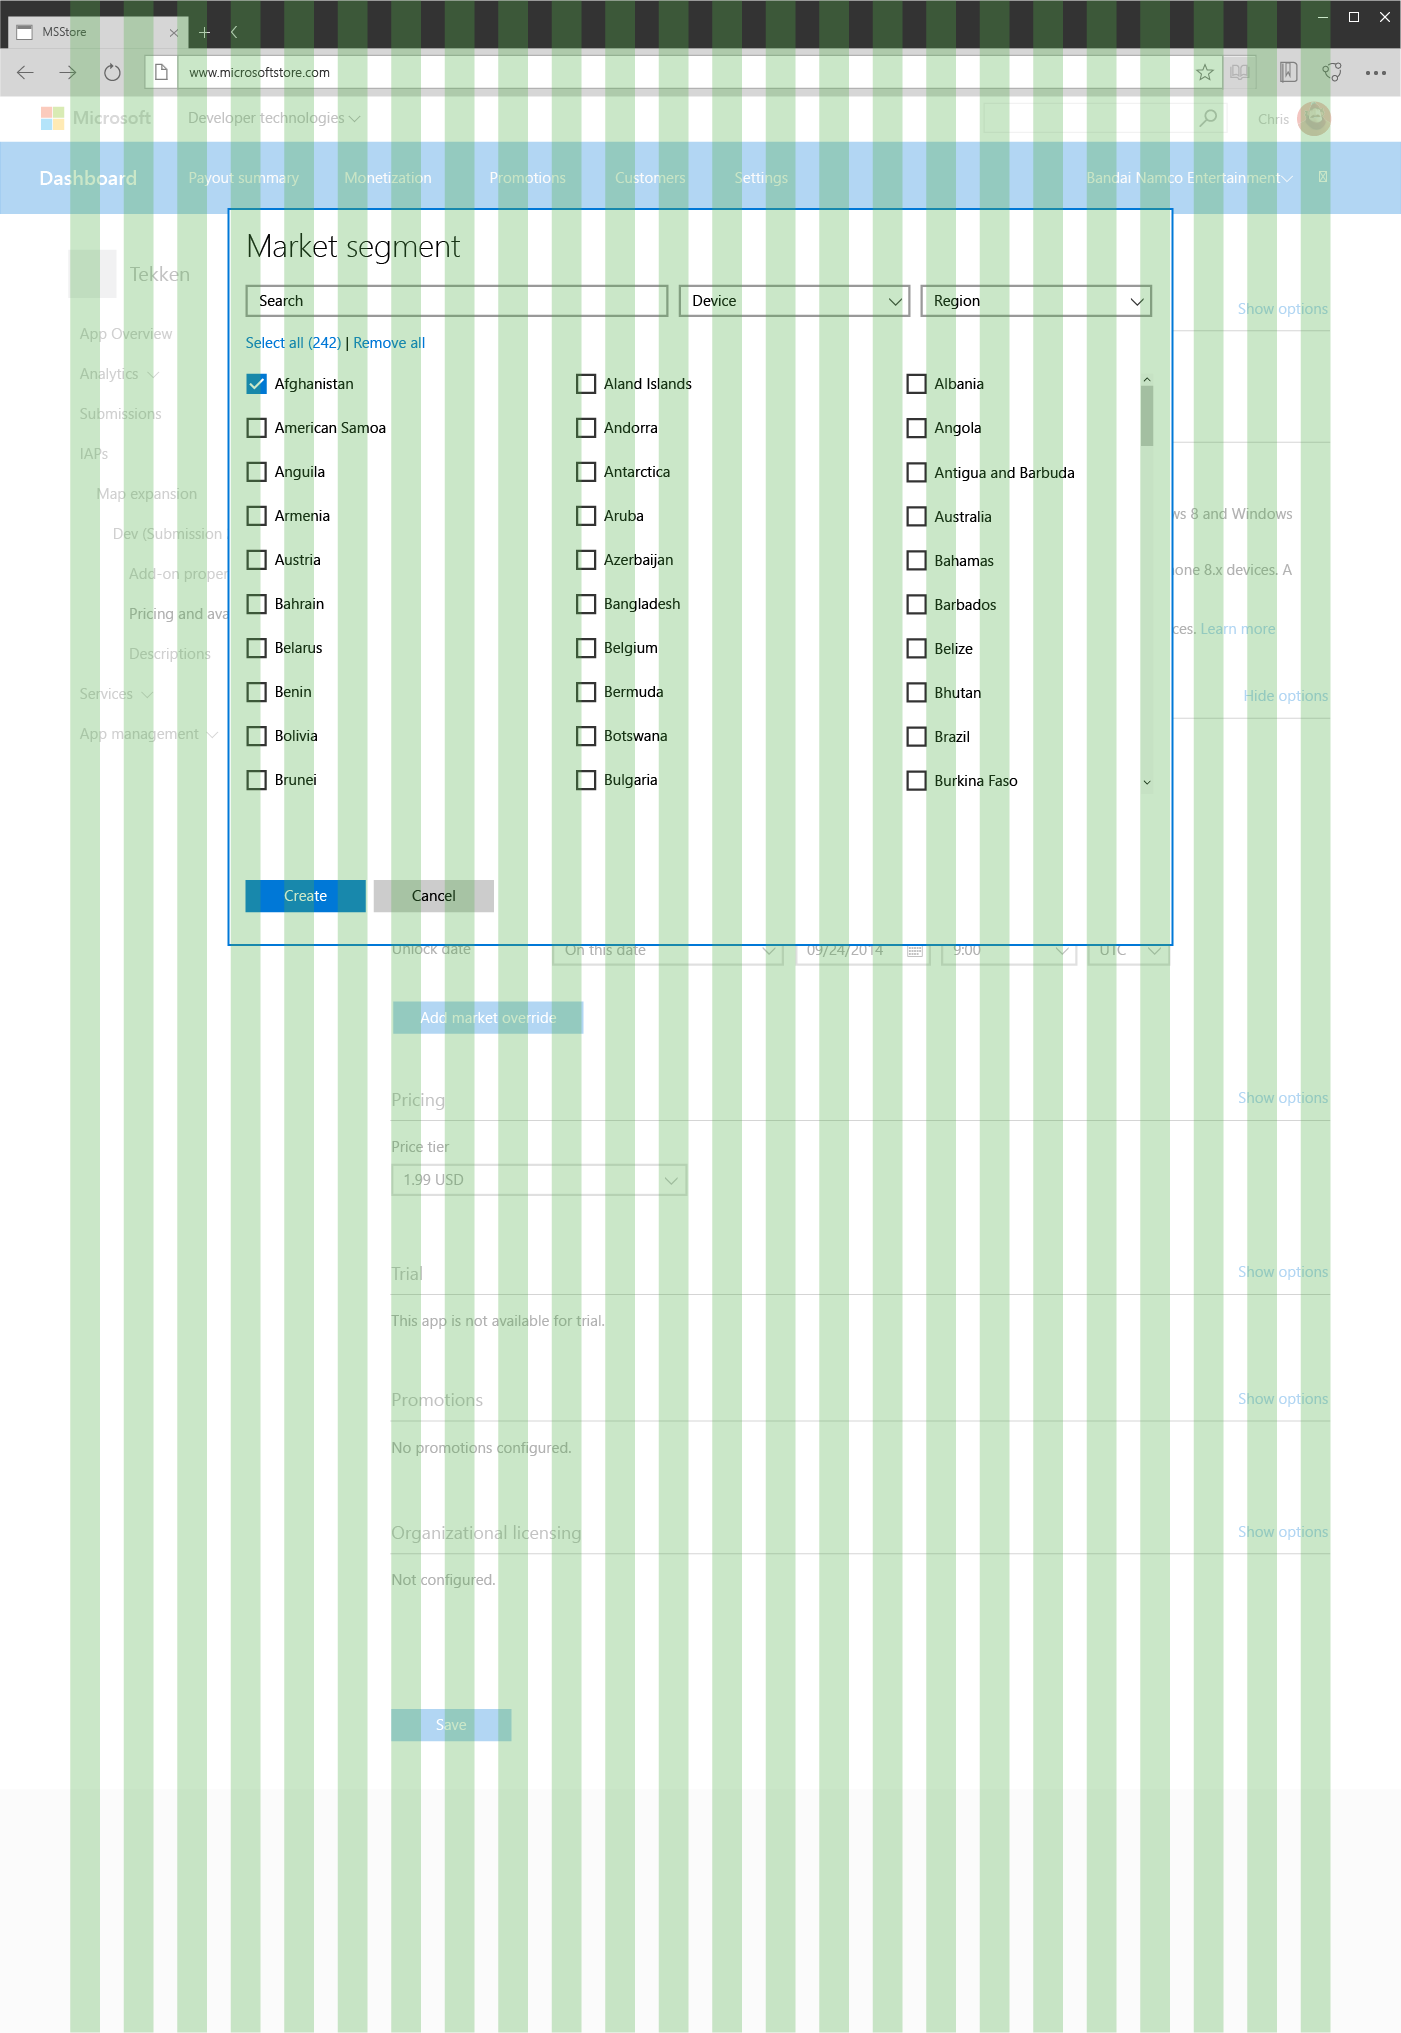 MSStore
www.microsoftstore.com
Microsoft Developer technologies Chris
Dashboard Payout summary Monetization Promotions Customers Settings Bandai Namco Entertainment
Market segment
Tekken
Search Device Region
Show options
App Overview
Select all (242) | Remove all
Analytics
Afghanistan Aland Islands Albania
Submissions
American Samoa Andorra Angola
IAPs
Anguila Antarctica Antigua and Barbuda
Map expansion
Armenia Aruba Australia
ws 8 and Windows
Dev (Submission
Austria Azerbaijan Bahamas
Add-on proper
one 8.x devices. A
Bahrain Bangladesh Barbados
Pricing and ava
ces. Learn more
Belarus Belgium Belize
Descriptions
Benin Bermuda Bhutan
Services
Hide options
Bolivia Botswana Brazil
App management
Brunei Bulgaria Burkina Faso
Create Cancel
Unlock date On this date 09/24/2014 9:00 UTC
Add market override
Pricing Show options
Price tier
1.99 USD
Trial Show options
This app is not available for trial.
Promotions Show options
No promotions configured.
Organizational licensing Show options
Not configured.
Save